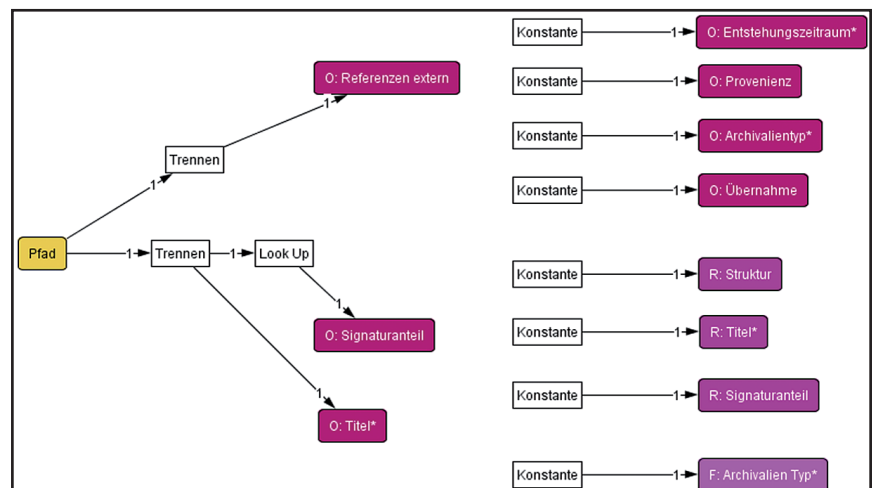 Konstante 1 O: Entstehungszeitraum*
O: Referenzen extern
Konstante 1 O: Provenienz
1
Konstante 1 O: Archivalientyp*
Trennen
1
Konstante 1 O: Übernahme
Pfad 1 Trennen 1 Look Up
Konstante 1 R: Struktur
1
O: Signaturanteil
Konstante 1 R: Titel*
1
Konstante 1 R: Signaturanteil
O: Titel*
Konstante 1 F: Archivalien Typ*